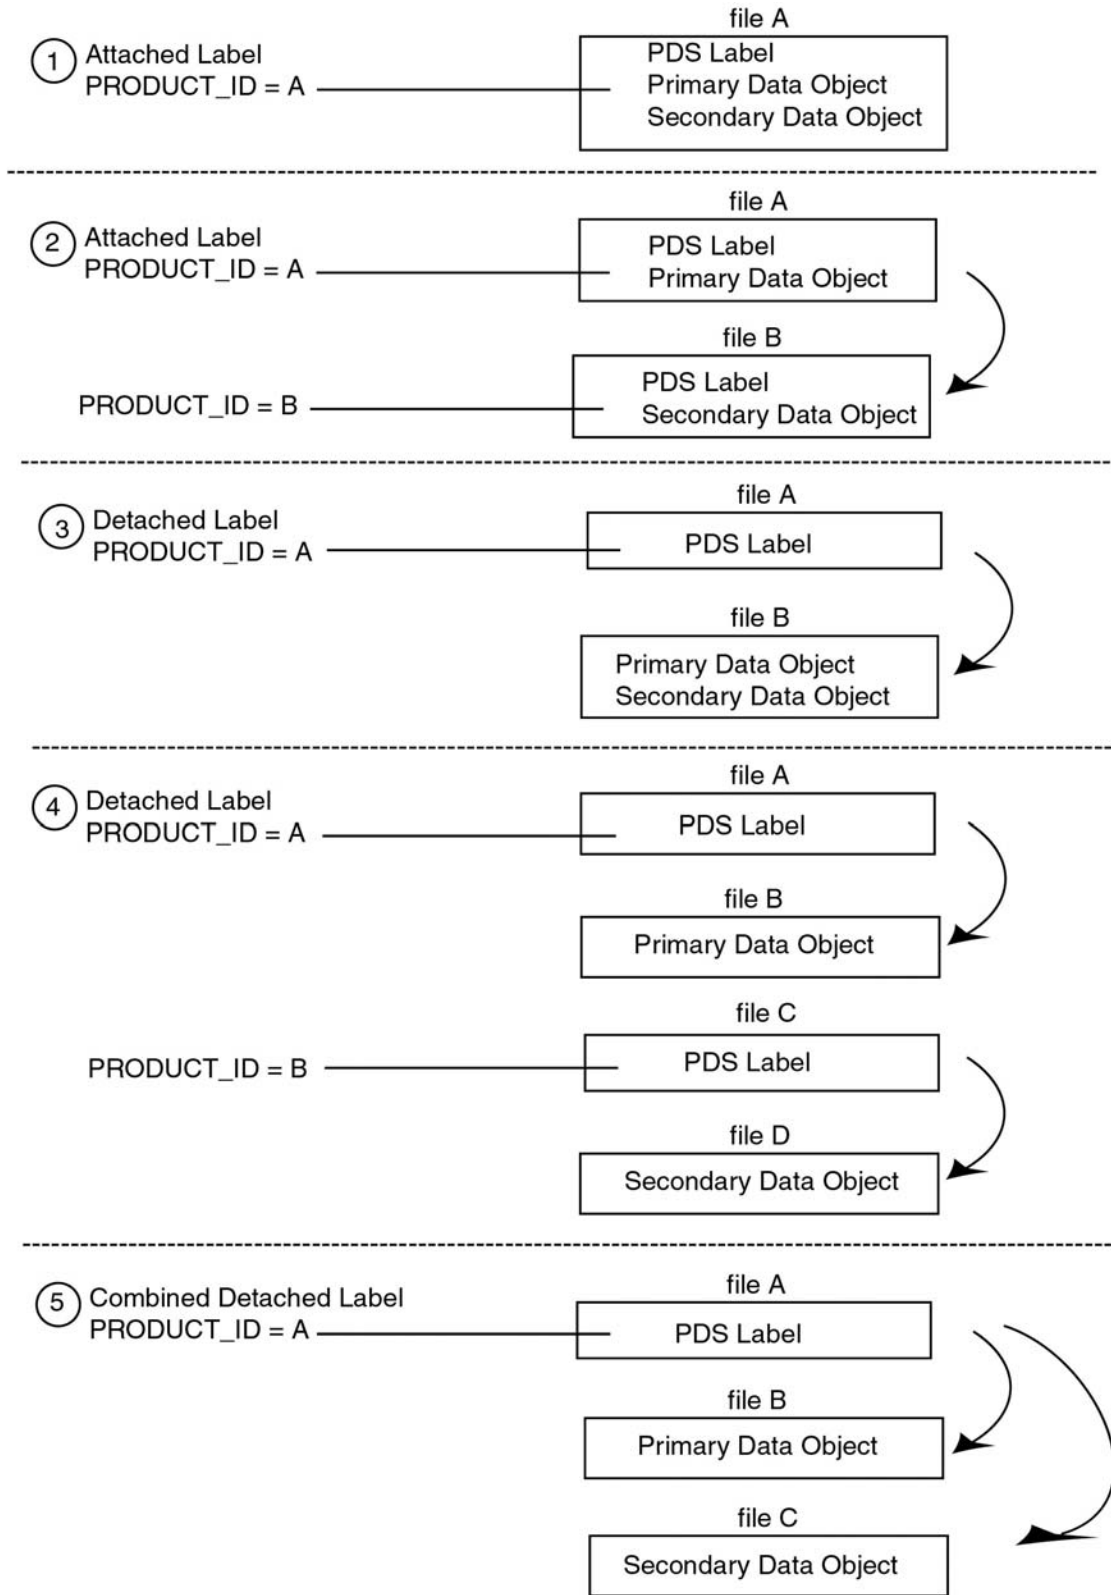 file A
1 Attached Label
PRODUCT_ID = A
PDS Label
Primary Data Object
Secondary Data Object
file A
2 Attached Label
PRODUCT_ID = A
PDS Label
Primary Data Object
file B
PRODUCT_ID = B
PDS Label
Secondary Data Object
file A
3 Detached Label
PRODUCT_ID = A
PDS Label
file B
Primary Data Object
Secondary Data Object
file A
4 Detached Label
PRODUCT_ID = A
PDS Label
file B
Primary Data Object
file C
PRODUCT_ID = B
PDS Label
file D
Secondary Data Object
file A
5 Combined Detached Label
PRODUCT_ID = A
PDS Label
file B
Primary Data Object
file C
Secondary Data Object